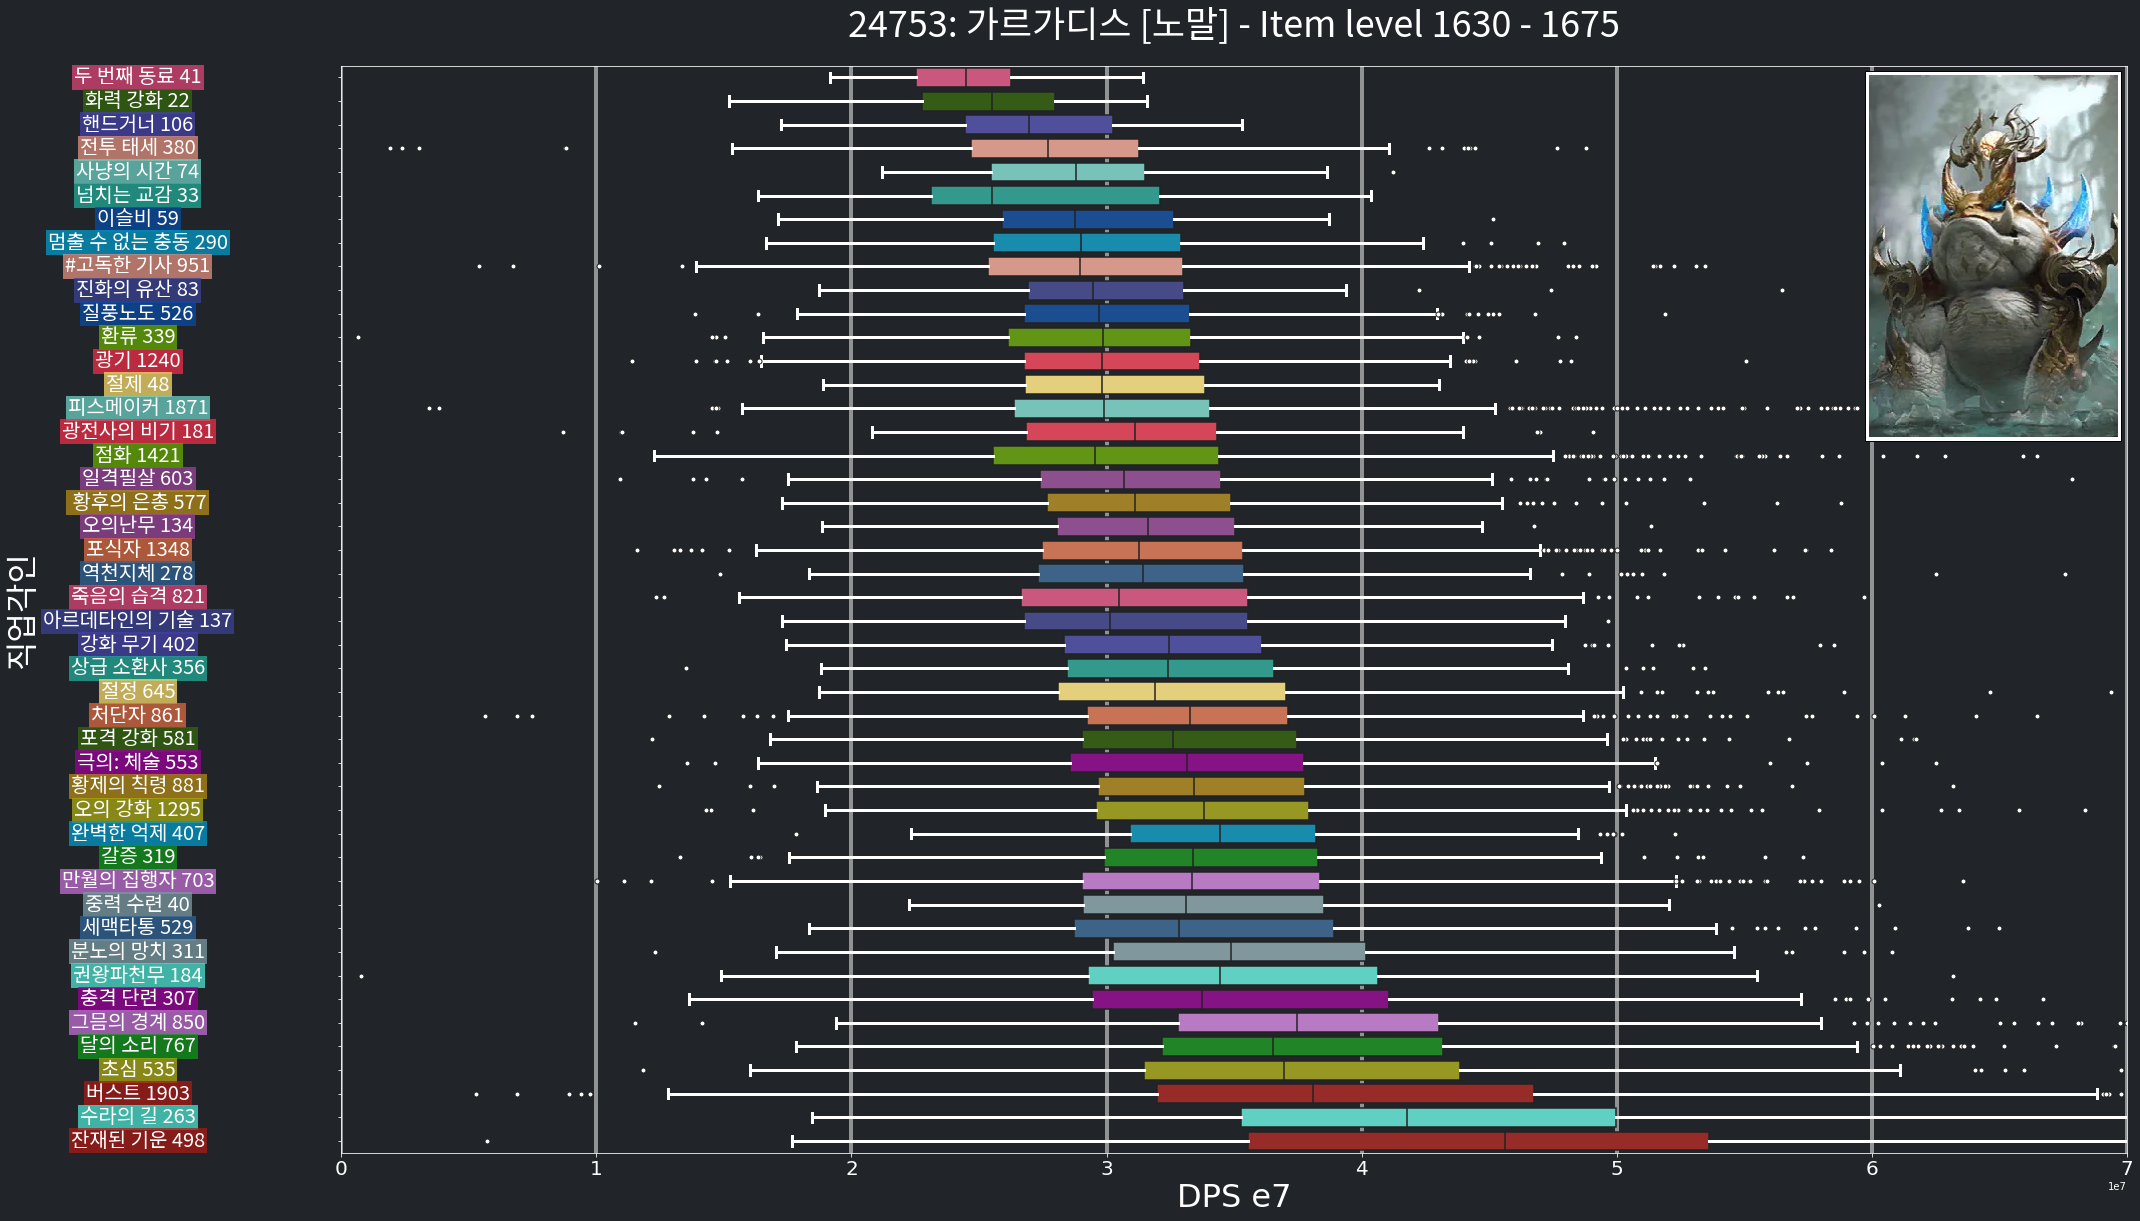 24753: 가르가디스 [노말] - Item level 1630 - 1675
두 번째 동료 41
화력 강화 22
핸드거너 106
전투 태세 380
사냥의 시간 74
넘치는 교감 33
이슬비 59
멈출 수 없는 충동 290
#고독한 기사 951
진화의 유산 83
질풍노도 526
환류 339
광기 1240
절제 48
피스메이커 1871
광전사의 비기 181
점화 1421
일격필살 603
황후의 은총 577
오의난무 134
포식자 1348
역천지체 278
죽음의 습격 821
아르데타인의 기술 137
강화 무기 402
상급 소환사 356
절정 645
처단자 861
포격 강화 581
극의: 체술 553
황제의 칙령 881
오의 강화 1295
완벽한 억제 407
갈증 319
만월의 집행자 703
중력 수련 40
세맥타통 529
분노의 망치 311
권왕파천무 184
충격 단련 307
그믐의 경계 850
달의 소리 767
초심 535
버스트 1903
수라의 길 263
잔재된 기운 498
직업각인
0 1 2 3 4 5 6 7
1e7
DPS e7